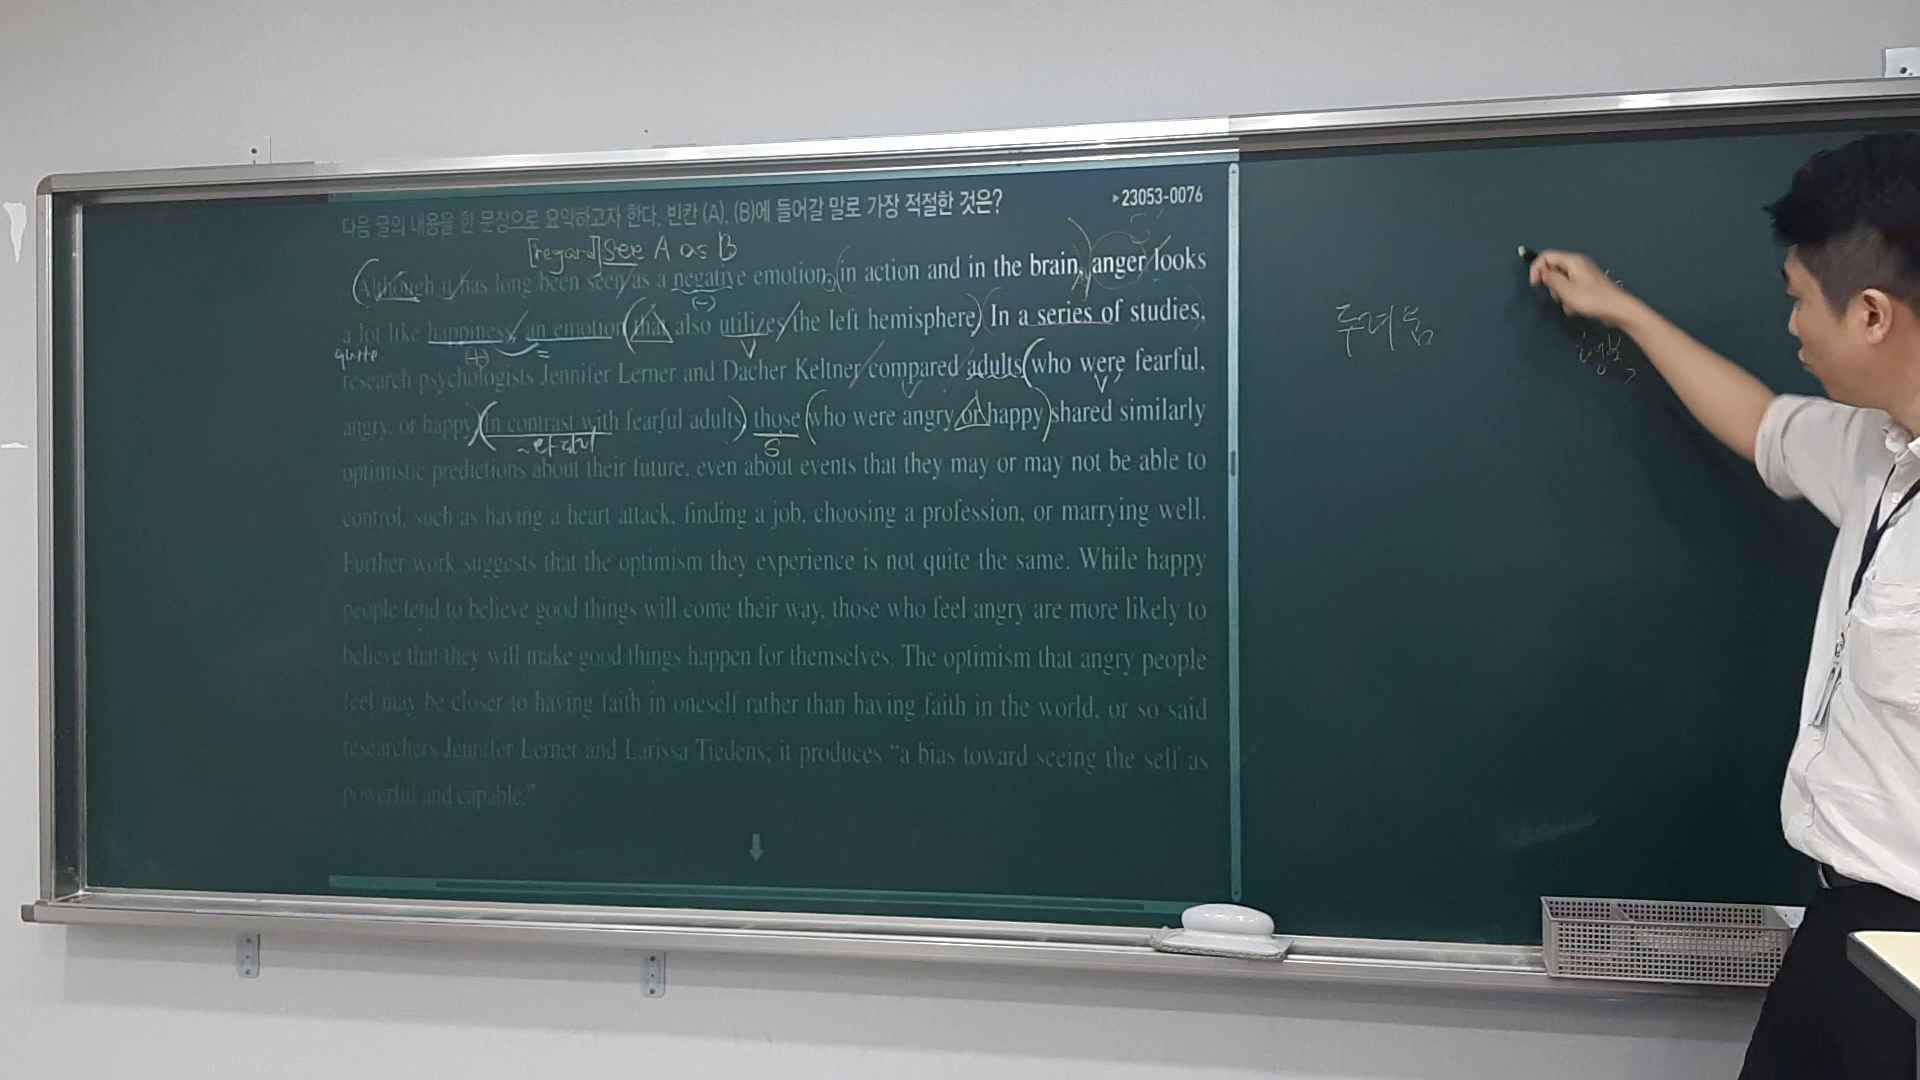 다음 글의 내용을 한 문장으로 요약하고자 한다. 빈칸 (A), (B)에 들어갈 말로 가장 적절한 것은? ▸23053-0076
[regard] see A as B
Although it has long been seen as a negative emotion, in action and in the brain, anger looks
(-)
a lot like happiness, an emotion that also utilizes the left hemisphere. In a series of studies,
quite (+) = V
research psychologists Jennifer Lerner and Dacher Keltner compared adults who were fearful,
V V
angry, or happy. In contrast with fearful adults, those who were angry or happy shared similarly
S
optimistic predictions about their future, even about events that they may or may not be able to
control, such as having a heart attack, finding a job, choosing a profession, or marrying well.
Further work suggests that the optimism they experience is not quite the same. While happy
people tend to believe good things will come their way, those who feel angry are more likely to
believe that they will make good things happen for themselves. The optimism that angry people
feel may be closer to having faith in oneself rather than having faith in the world, or so said
researchers Jennifer Lerner and Larissa Tiedens; it produces “a bias toward seeing the self as
powerful and capable.”
두려움
행복